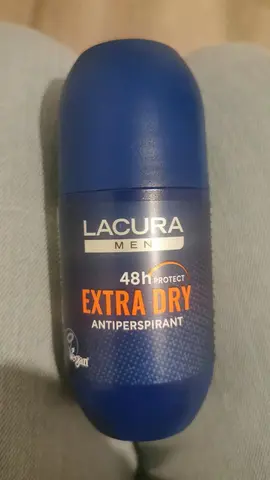 LACURA
MEN
48h PROTECT
EXTRA DRY
ANTIPERSPIRANT
Vegan